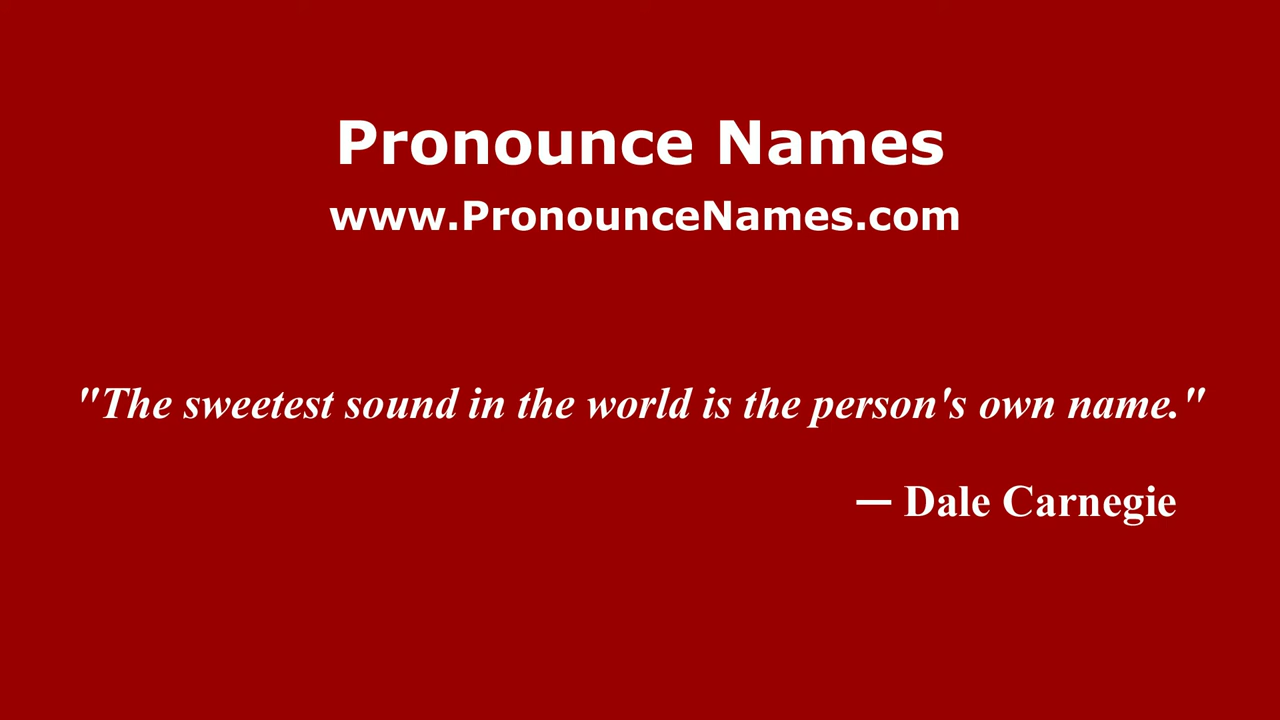 Pronounce Names
www.PronounceNames.com
"The sweetest sound in the world is the person's own name."
— Dale Carnegie